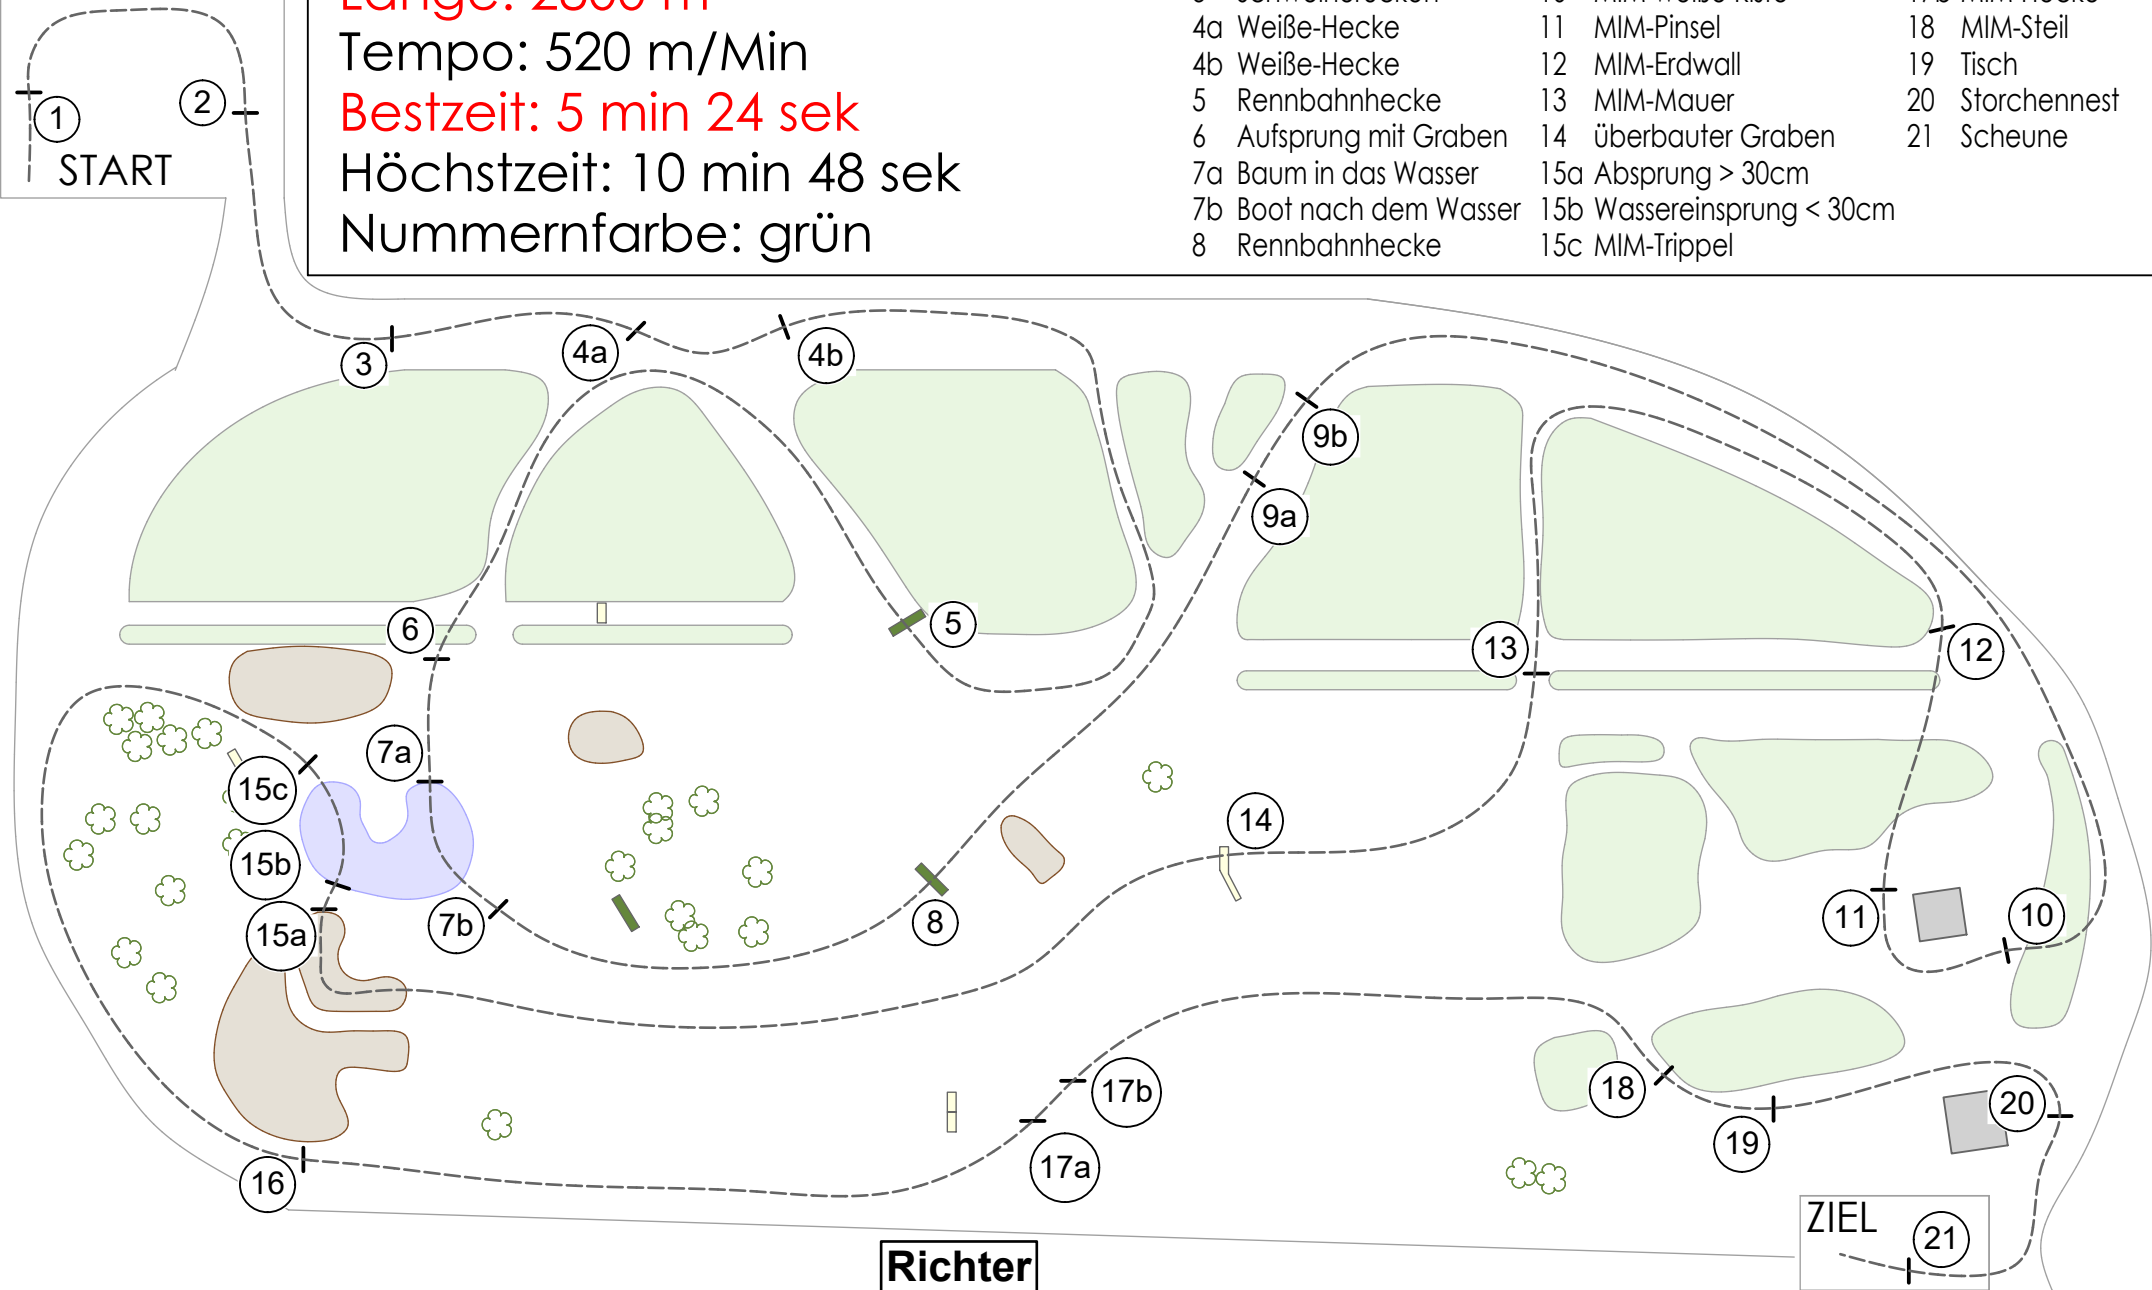 Länge: 2800 m
Tempo: 520 m/Min
Bestzeit: 5 min 24 sek
Höchstzeit: 10 min 48 sek
Nummernfarbe: grün
4a Weiße-Hecke
4b Weiße-Hecke
5 Rennbahnhecke
6 Aufsprung mit Graben
7a Baum in das Wasser
7b Boot nach dem Wasser
8 Rennbahnhecke
11 MIM-Pinsel
12 MIM-Erdwall
13 MIM-Mauer
14 überbauter Graben
15a Absprung > 30cm
15b Wassereinsprung < 30cm
15c MIM-Trippel
17b MIM-Hecke
18 MIM-Steil
19 Tisch
20 Storchennest
21 Scheune
1
2
START
3
4a
4b
9b
9a
5
6
13
12
7a
15c
14
15b
11
10
7b
8
15a
17b
18
20
19
17a
16
ZIEL
21
Richter